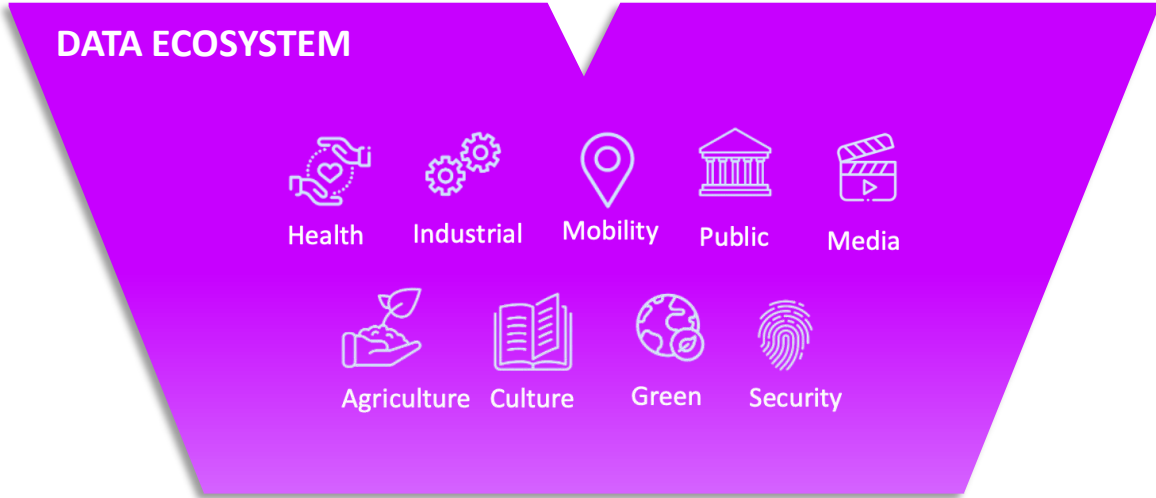 DATA ECOSYSTEM
Health Industrial Mobility Public Media
Agriculture Culture Green Security